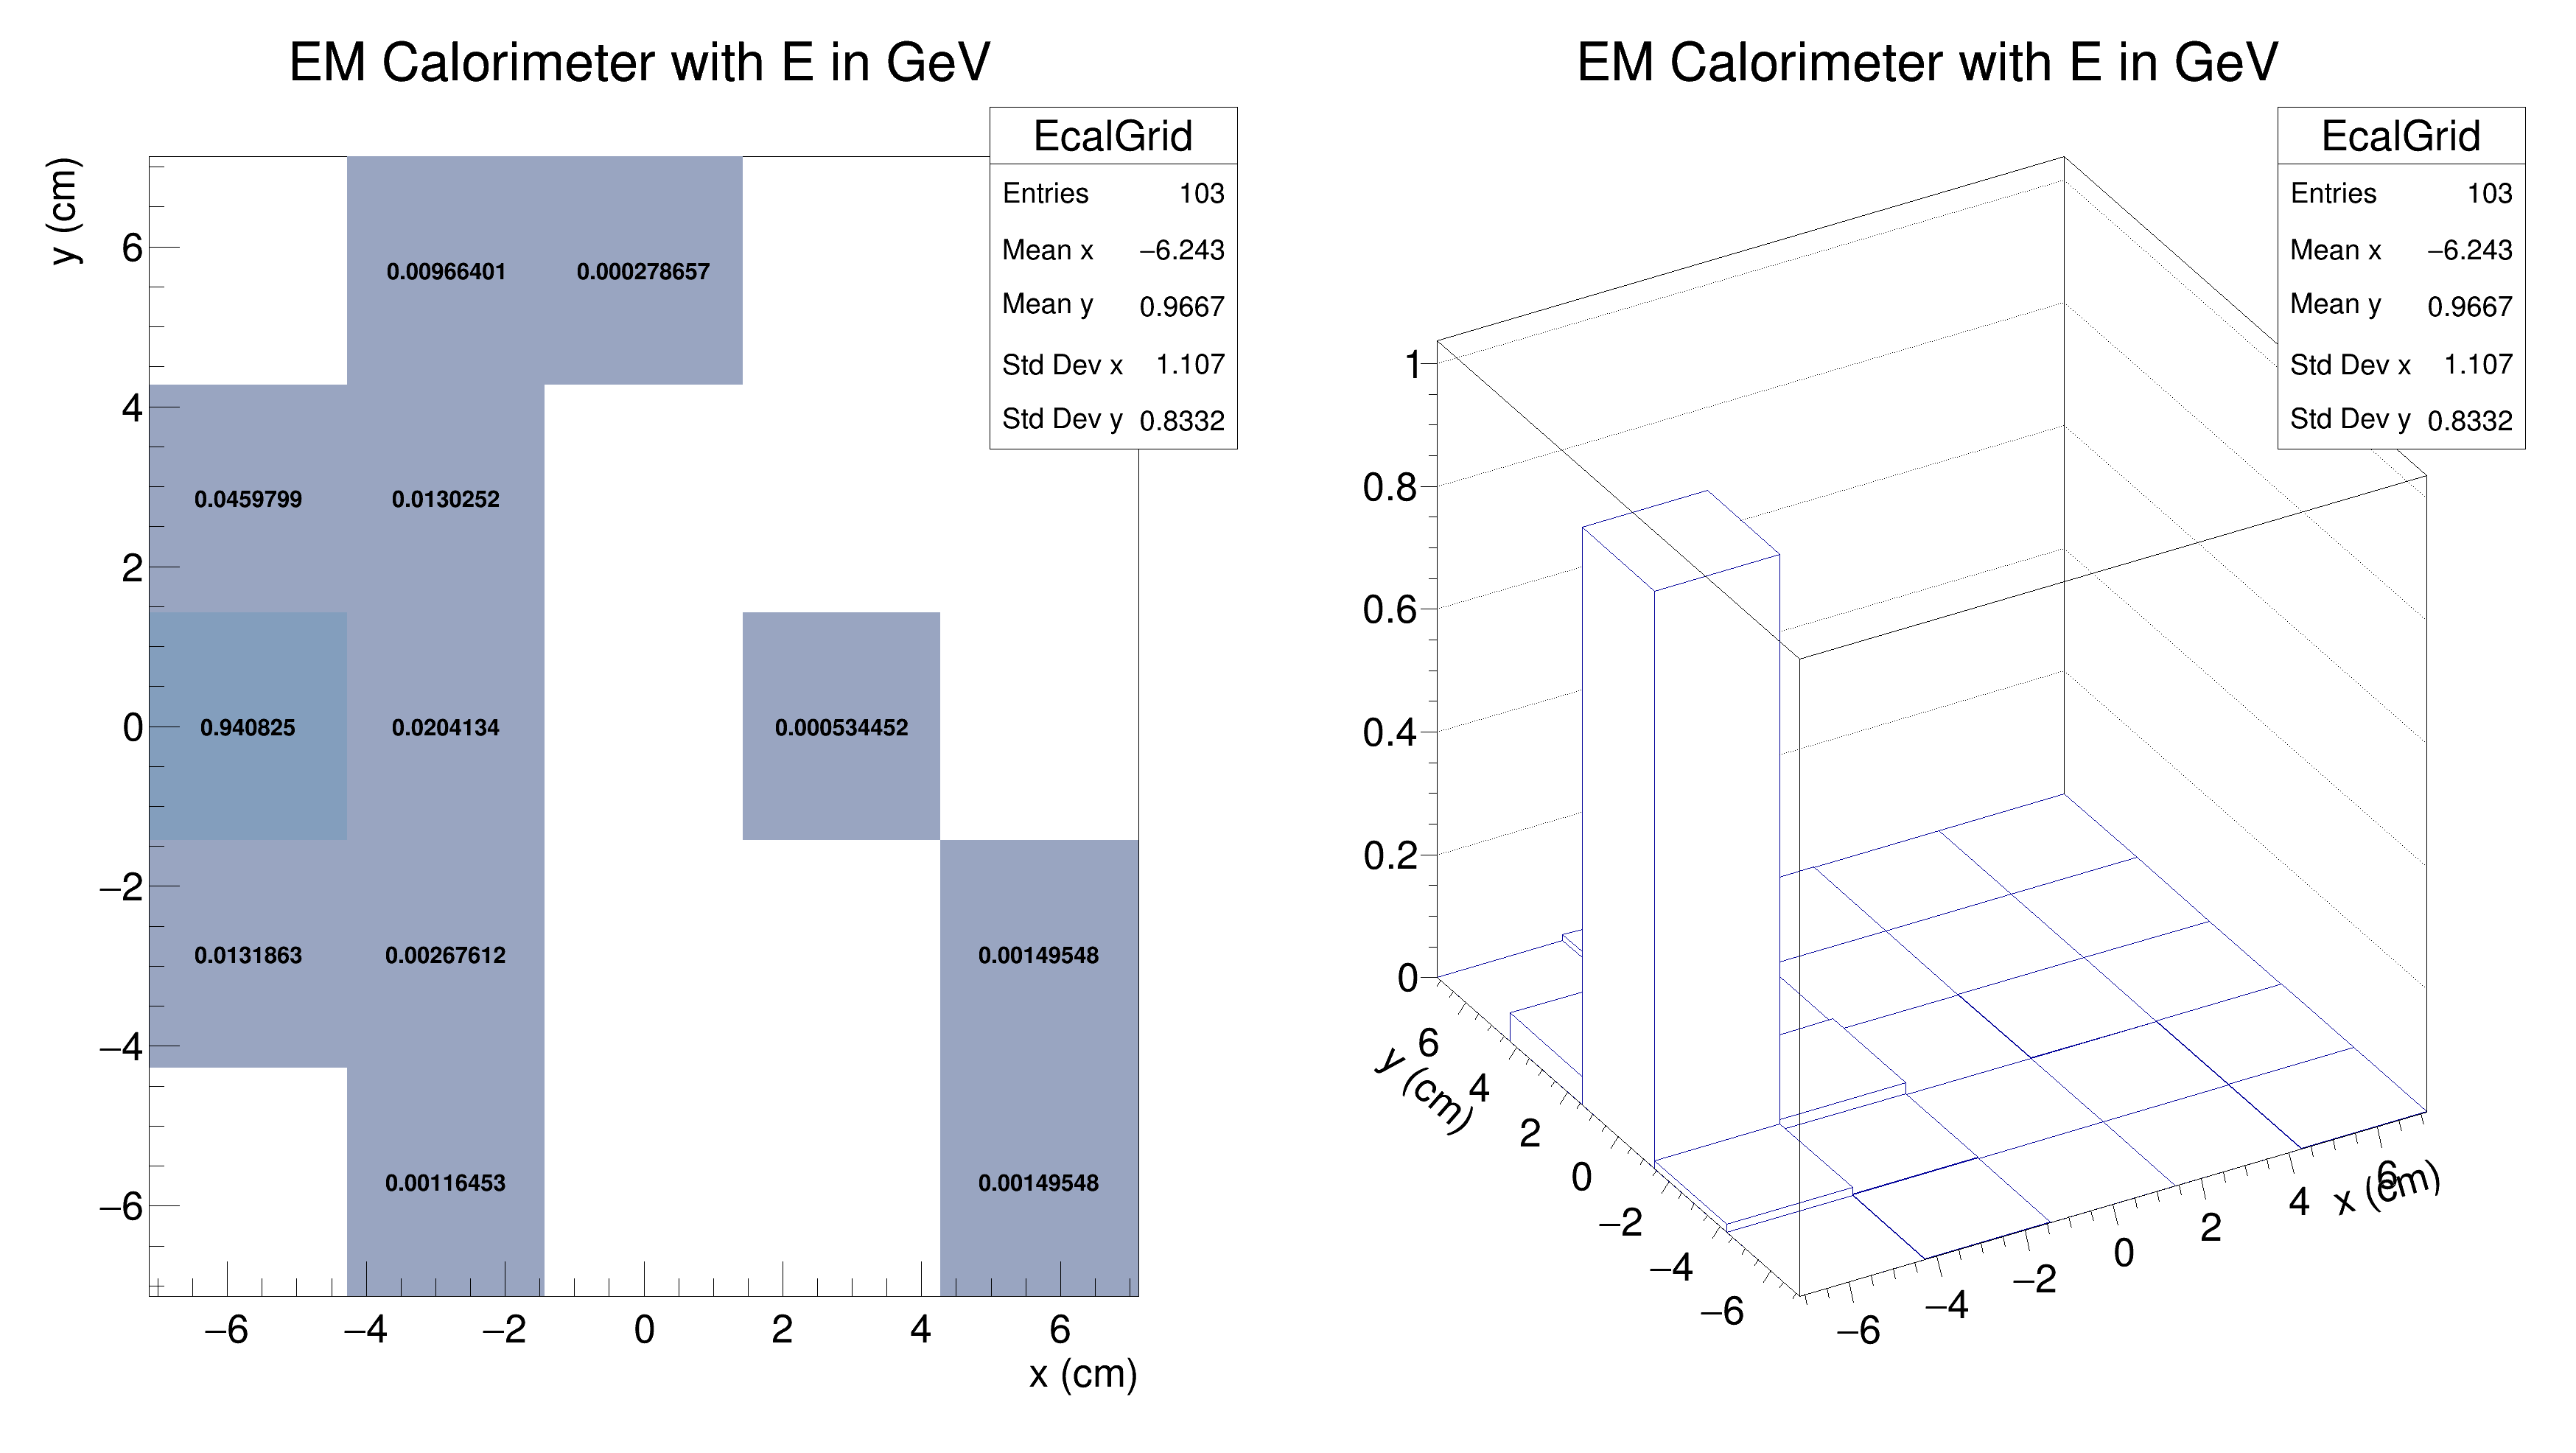 EM Calorimeter with E in GeV
EcalGrid
Entries 103
Mean x −6.243
Mean y 0.9667
Std Dev x 1.107
Std Dev y 0.8332
y (cm)
6
4
2
0
−2
−4
−6
0.00966401 0.000278657
0.0459799 0.0130252
0.940825 0.0204134 0.000534452
0.0131863 0.00267612 0.00149548
0.00116453 0.00149548
−6 −4 −2 0 2 4 6
x (cm)
EM Calorimeter with E in GeV
EcalGrid
Entries 103
Mean x −6.243
Mean y 0.9667
Std Dev x 1.107
Std Dev y 0.8332
1
0.8
0.6
0.4
0.2
0
6
4
2
0
−2
−4
−6
y (cm)
−6
−4
−2
0
2
4
6
x (cm)